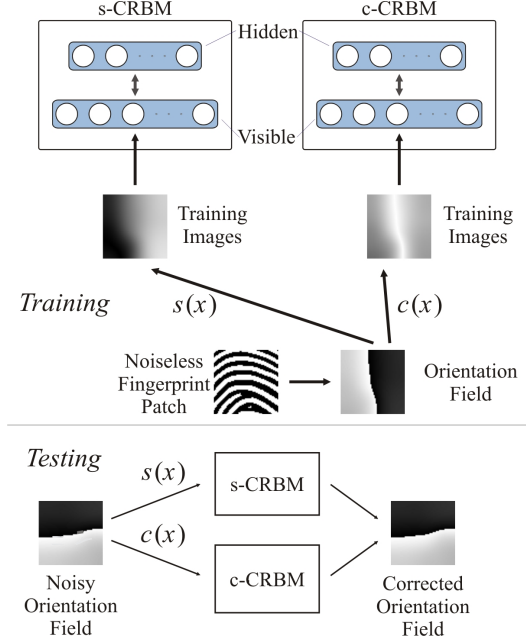 s-CRBM
c-CRBM
Hidden
Visible
Training
Images
Training
Images
Training
s(x)
c(x)
Noiseless
Fingerprint
Patch
Orientation
Field
Testing
s(x)
s-CRBM
c(x)
c-CRBM
Noisy
Orientation
Field
Corrected
Orientation
Field